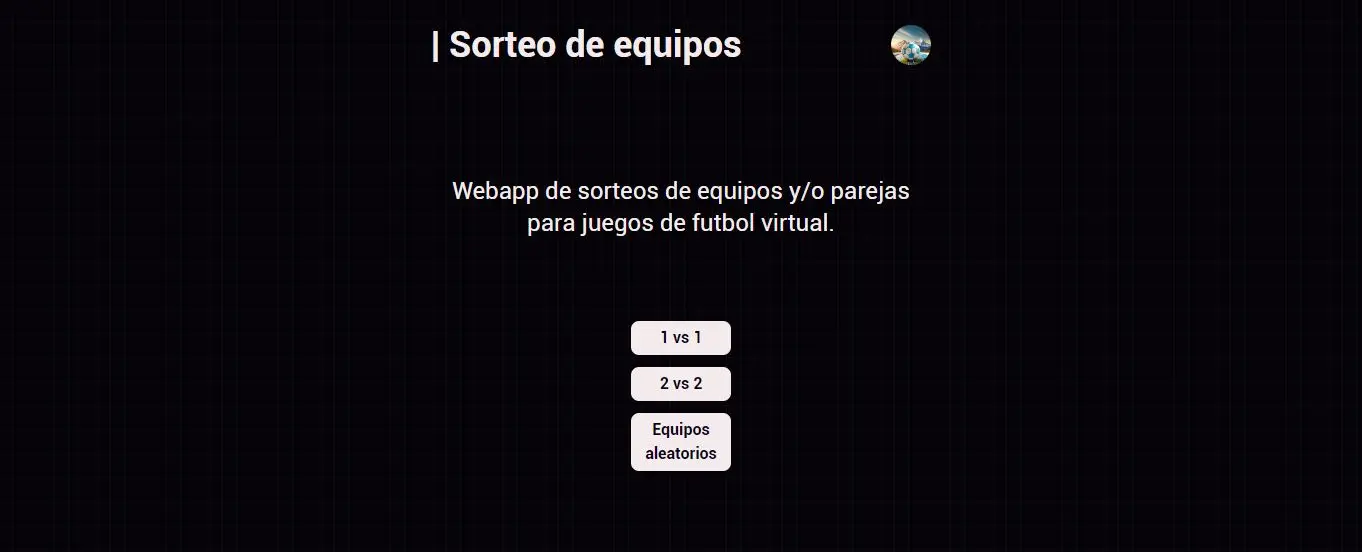 | Sorteo de equipos
Webapp de sorteos de equipos y/o parejas
para juegos de futbol virtual.
1 vs 1
2 vs 2
Equipos
aleatorios